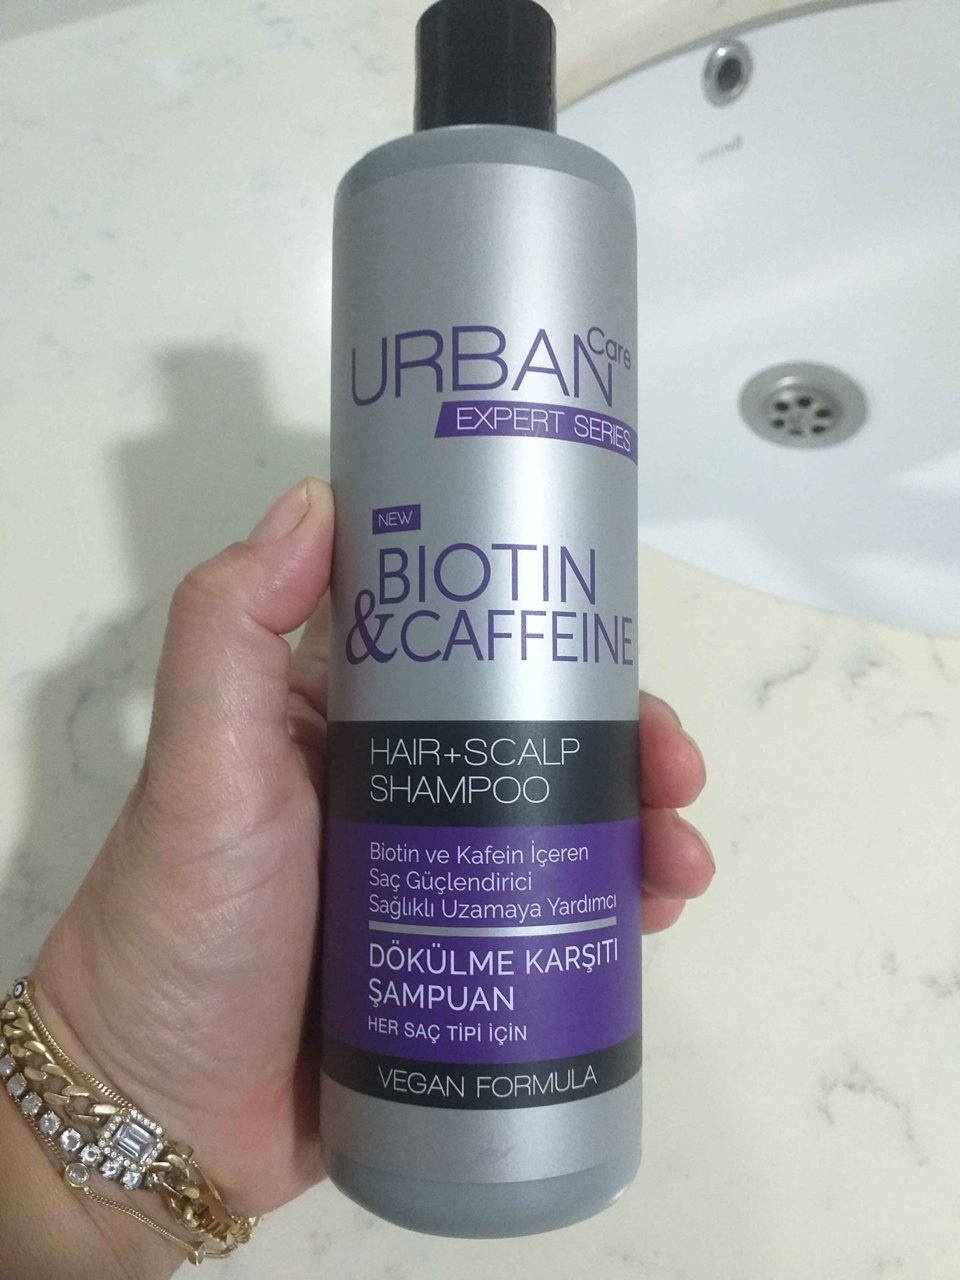 URBAN Care
EXPERT SERIES
NEW
BIOTIN
&CAFFEINE
HAIR+SCALP
SHAMPOO
Biotin ve Kafein İçeren
Saç Güçlendirici
Sağlıklı Uzamaya Yardımcı
DÖKÜLME KARŞITI
ŞAMPUAN
HER SAÇ TİPİ İÇİN
VEGAN FORMULA